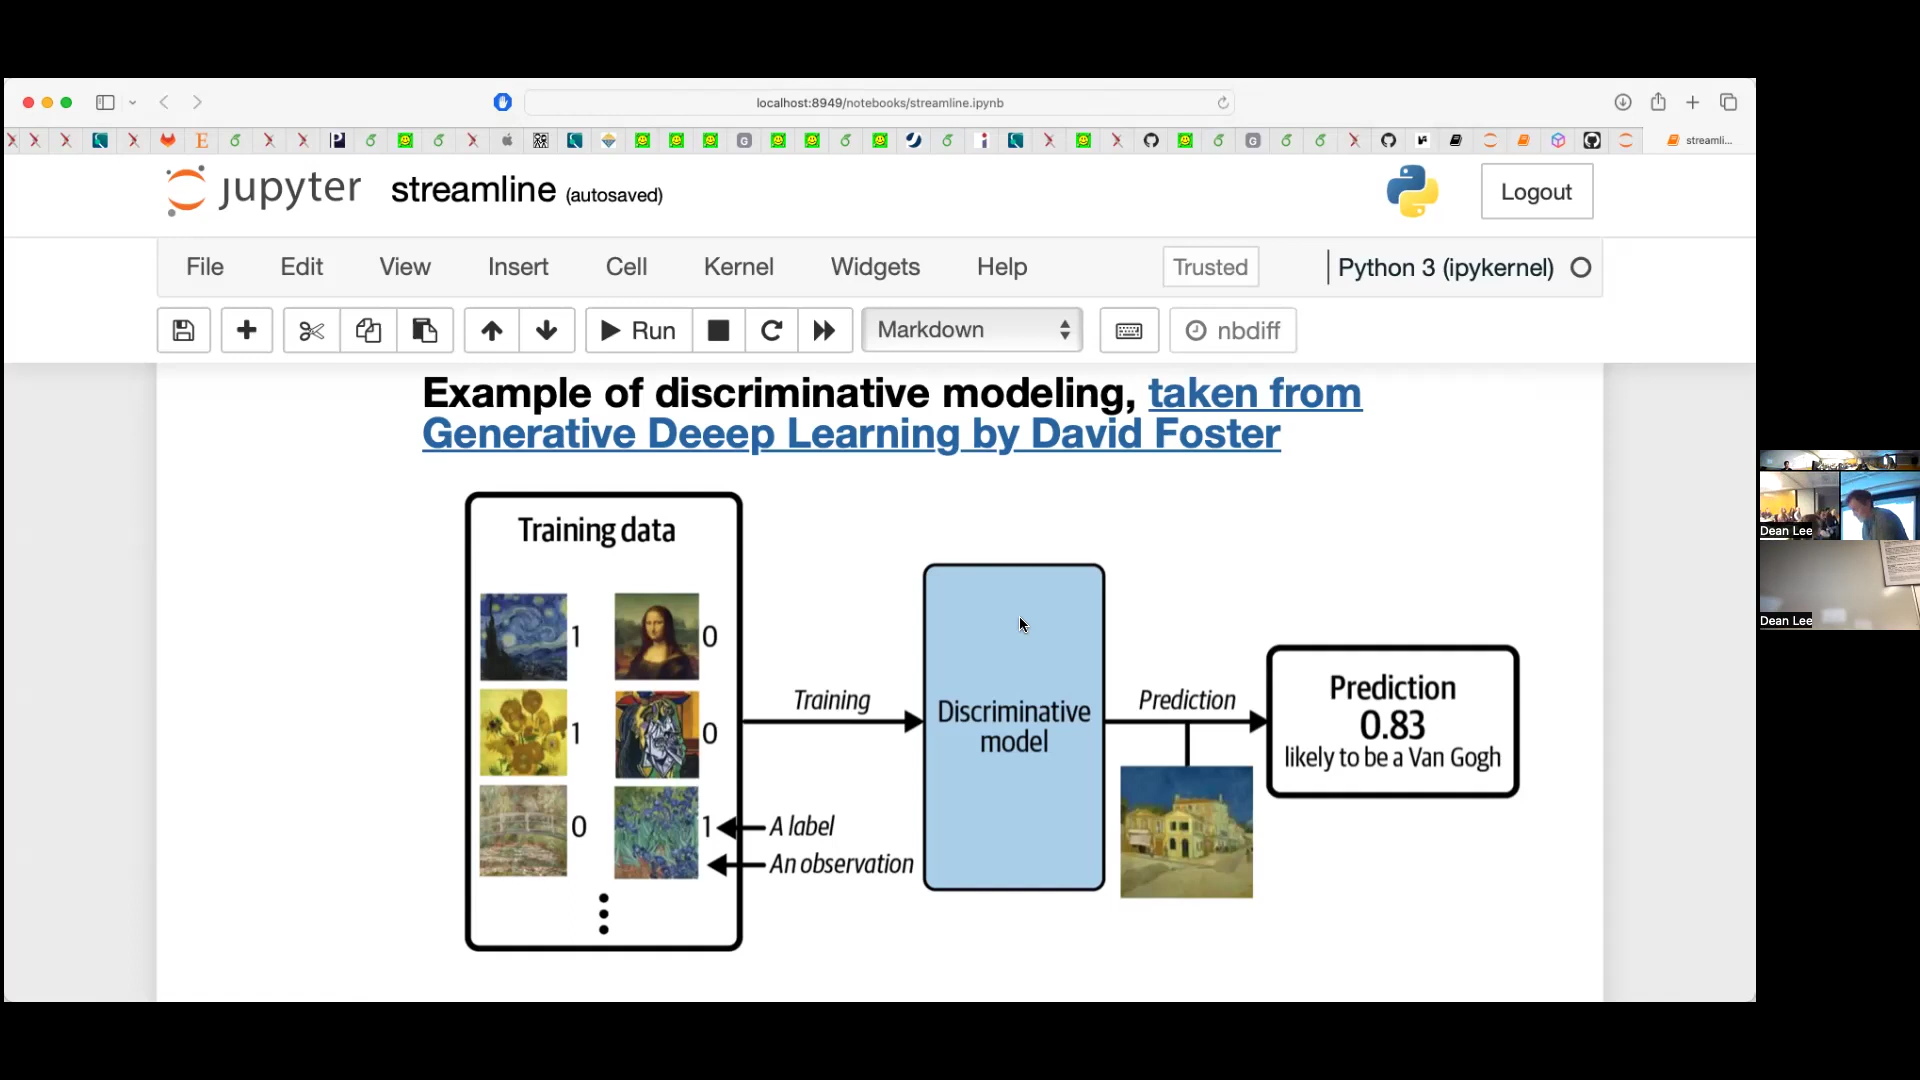 localhost:8949/notebooks/streamline.ipynb
streamli...
jupyter streamline (autosaved)
Logout
File Edit View Insert Cell Kernel Widgets Help Trusted Python 3 (ipykernel)
Run Markdown nbdiff
Example of discriminative modeling, taken from
Generative Deeep Learning by David Foster
Training data
1 0
1 0
0 1
A label
An observation
Training
Discriminative
model
Prediction
Prediction
0.83
likely to be a Van Gogh
Dean Lee
Dean Lee